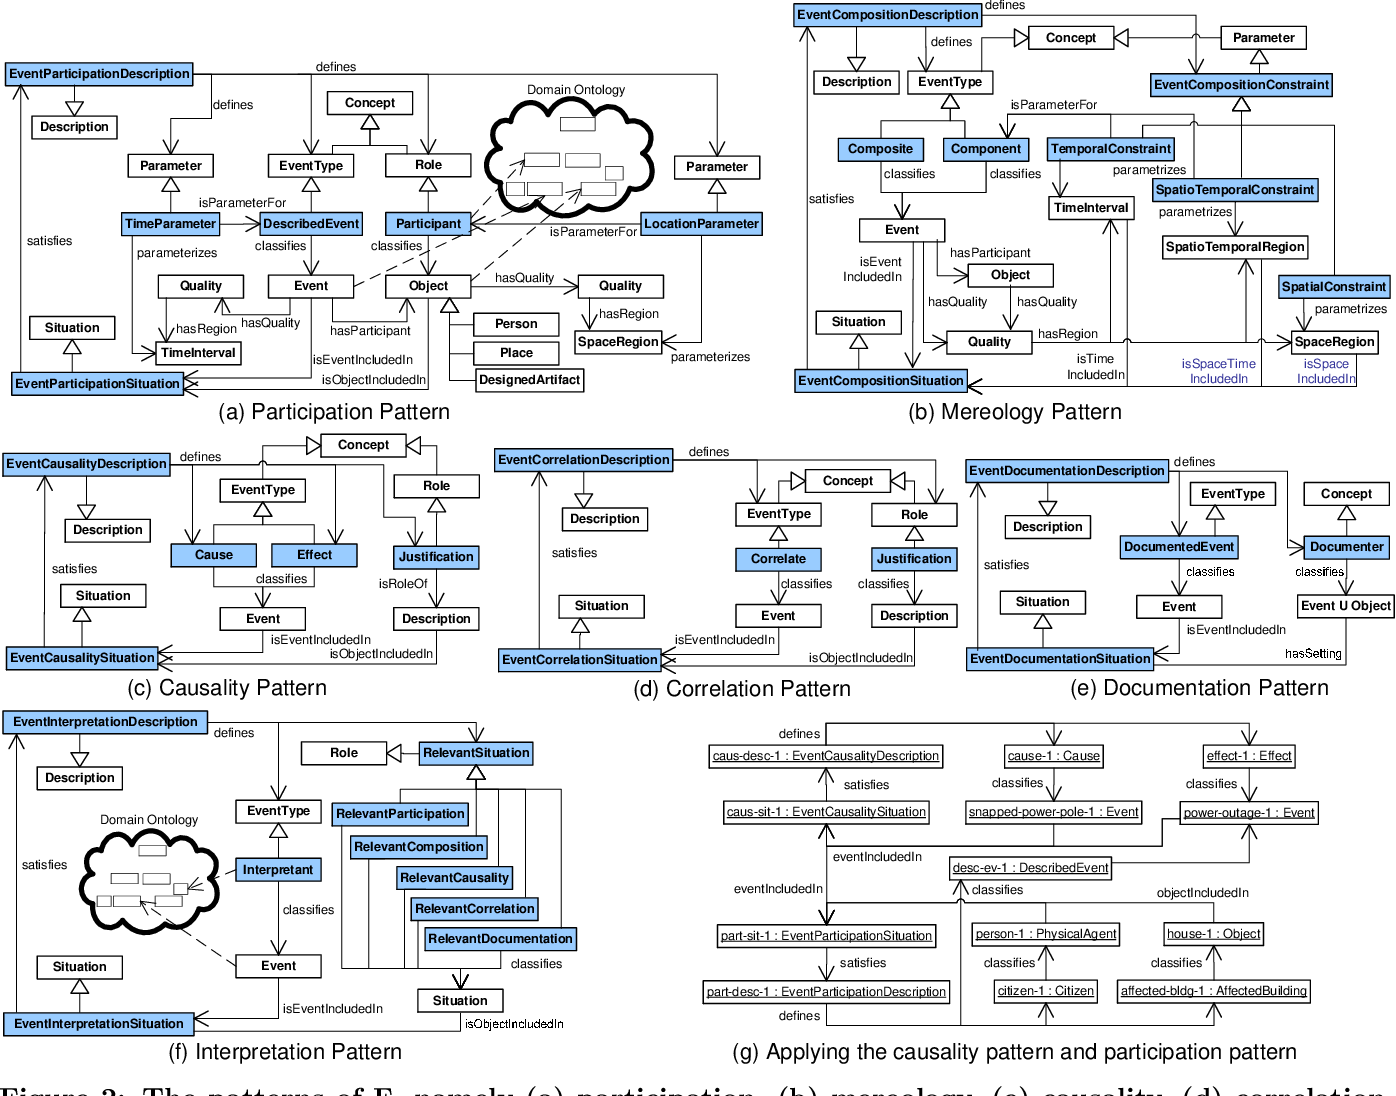 EventParticipationDescription
defines
defines
Description
Concept
Domain Ontology
Parameter
EventType
Role
Parameter
isParameterFor
TimeParameter
DescribedEvent
Participant
LocationParameter
satisfies
parameterizes
classifies
classifies
isParameterFor
Quality
Event
Object
hasQuality
Quality
hasRegion
hasQuality
hasParticipant
hasRegion
Situation
Person
TimeInterval
Place
SpaceRegion
isEventIncludedIn
parameterizes
EventParticipationSituation
isObjectIncludedIn
DesignedArtifact
(a) Participation Pattern
EventCompositionDescription
defines
defines
Concept
Parameter
Description
EventType
EventCompositionConstraint
isParameterFor
Composite
Component
TemporalConstraint
classifies
classifies
parametrizes
SpatioTemporalConstraint
satisfies
TimeInterval
parametrizes
Event
SpatioTemporalRegion
isEvent
IncludedIn
hasParticipant
Object
SpatialConstraint
hasQuality
hasQuality
parametrizes
Situation
Quality
hasRegion
SpaceRegion
isTime
IncludedIn
isSpaceTime
IncludedIn
isSpace
IncludedIn
EventCompositionSituation
(b) Mereology Pattern
EventCausalityDescription
defines
Concept
EventType
Role
Description
Cause
Effect
Justification
satisfies
classifies
isRoleOf
Situation
Event
Description
isEventIncludedIn
EventCausalitySituation
isObjectIncludedIn
(c) Causality Pattern
EventCorrelationDescription
defines
Concept
Description
EventType
Role
satisfies
Correlate
Justification
classifies
classifies
Situation
Event
Description
isEventIncludedIn
EventCorrelationSituation
isObjectIncludedIn
(d) Correlation Pattern
EventDocumentationDescription
defines
EventType
Concept
Description
DocumentedEvent
Documenter
satisfies
classifies
classifies
Situation
Event
Event U Object
isEventIncludedIn
EventDocumentationSituation
hasSetting
(e) Documentation Pattern
EventInterpretationDescription
defines
Role
RelevantSituation
Description
EventType
RelevantParticipation
Domain Ontology
RelevantComposition
satisfies
Interpretant
RelevantCausality
classifies
RelevantCorrelation
RelevantDocumentation
Situation
Event
classifies
Situation
isEventIncludedIn
EventInterpretationSituation
isObjectIncludedIn
(f) Interpretation Pattern
defines
caus-desc-1 : EventCausalityDescription
cause-1 : Cause
effect-1 : Effect
satisfies
classifies
classifies
caus-sit-1 : EventCausalitySituation
snapped-power-pole-1 : Event
power-outage-1 : Event
eventIncludedIn
desc-ev-1 : DescribedEvent
eventIncludedIn
classifies
objectIncludedIn
part-sit-1 : EventParticipationSituation
person-1 : PhysicalAgent
house-1 : Object
satisfies
classifies
classifies
part-desc-1 : EventParticipationDescription
citizen-1 : Citizen
affected-bldg-1 : AffectedBuilding
defines
(g) Applying the causality pattern and participation pattern